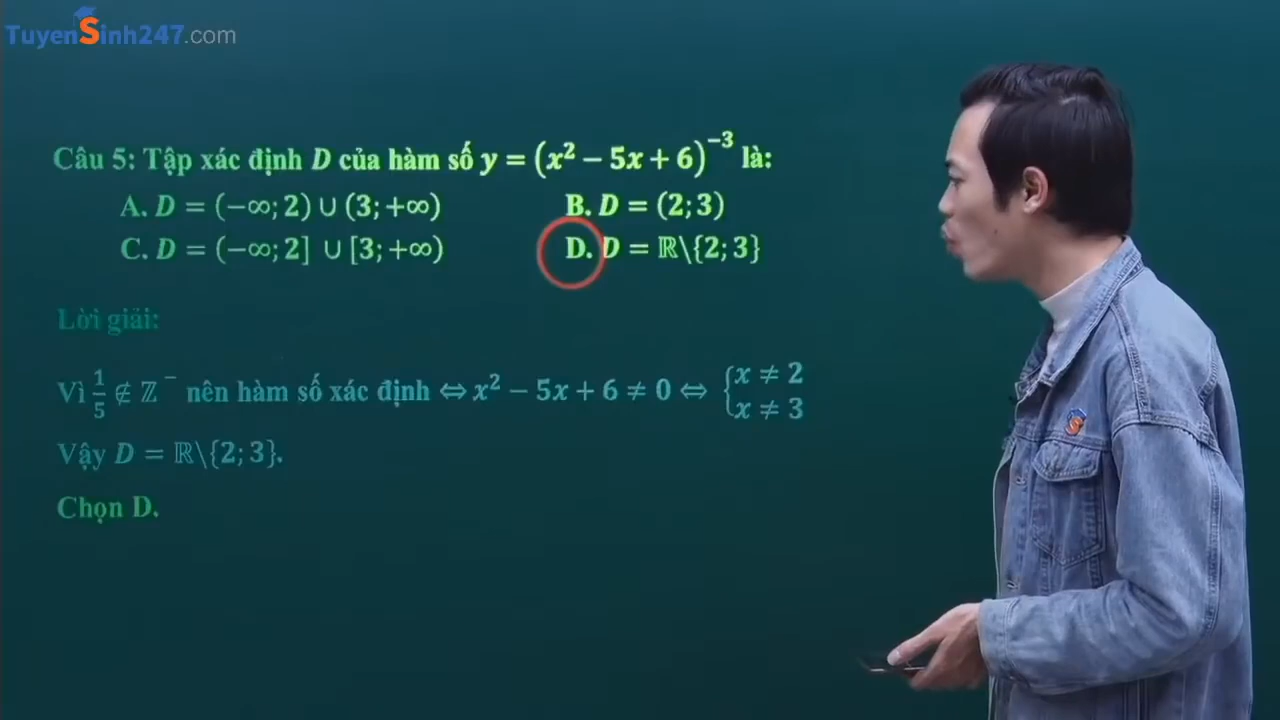 TuyenSinh247.com
Câu 5: Tập xác định D của hàm số y = (x² − 5x + 6)⁻³ là:
A. D = (−∞; 2) ∪ (3; +∞) B. D = (2; 3)
C. D = (−∞; 2] ∪ [3; +∞) D. D = ℝ\{2; 3}
Lời giải:
Vì 1/5 ∉ ℤ⁻ nên hàm số xác định ⇔ x² − 5x + 6 ≠ 0 ⇔ {x ≠ 2
x ≠ 3
Vậy D = ℝ\{2; 3}.
Chọn D.
S